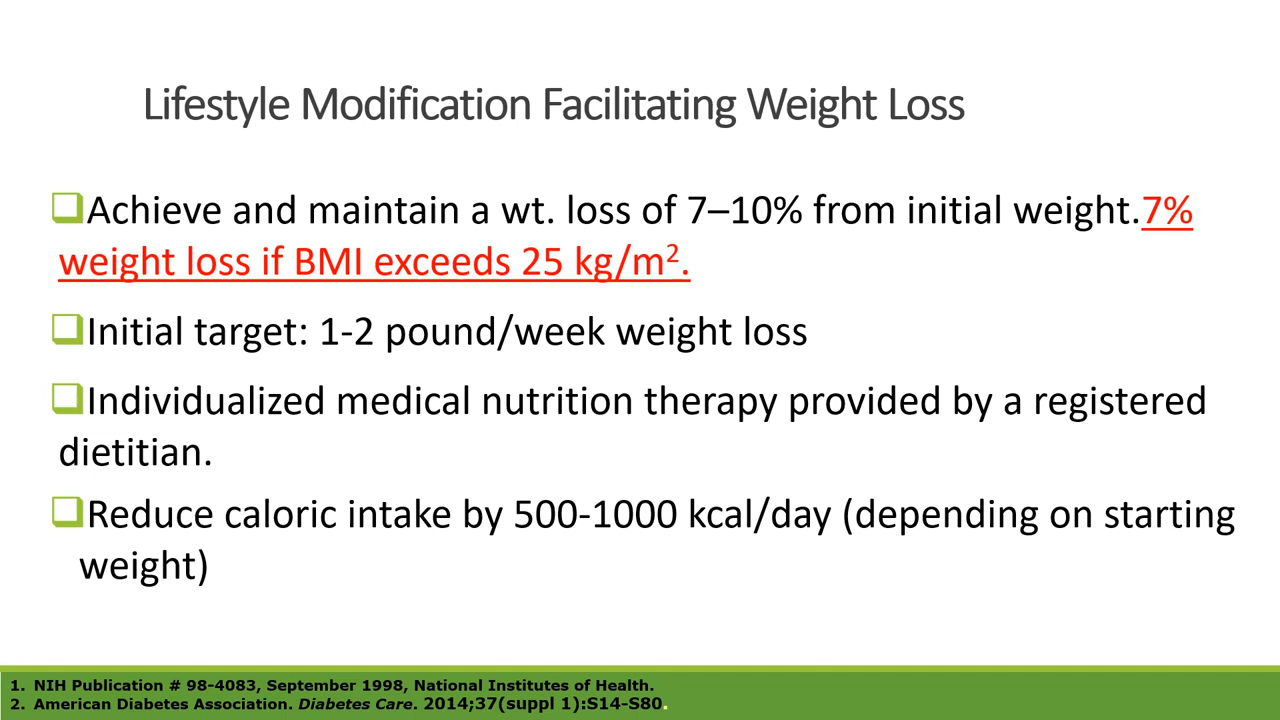 Lifestyle Modification Facilitating Weight Loss
Achieve and maintain a wt. loss of 7–10% from initial weight.7%
weight loss if BMI exceeds 25 kg/m².
Initial target: 1-2 pound/week weight loss
Individualized medical nutrition therapy provided by a registered
dietitian.
Reduce caloric intake by 500-1000 kcal/day (depending on starting
weight)
1. NIH Publication # 98-4083, September 1998, National Institutes of Health.
2. American Diabetes Association. Diabetes Care. 2014;37(suppl 1):S14-S80.